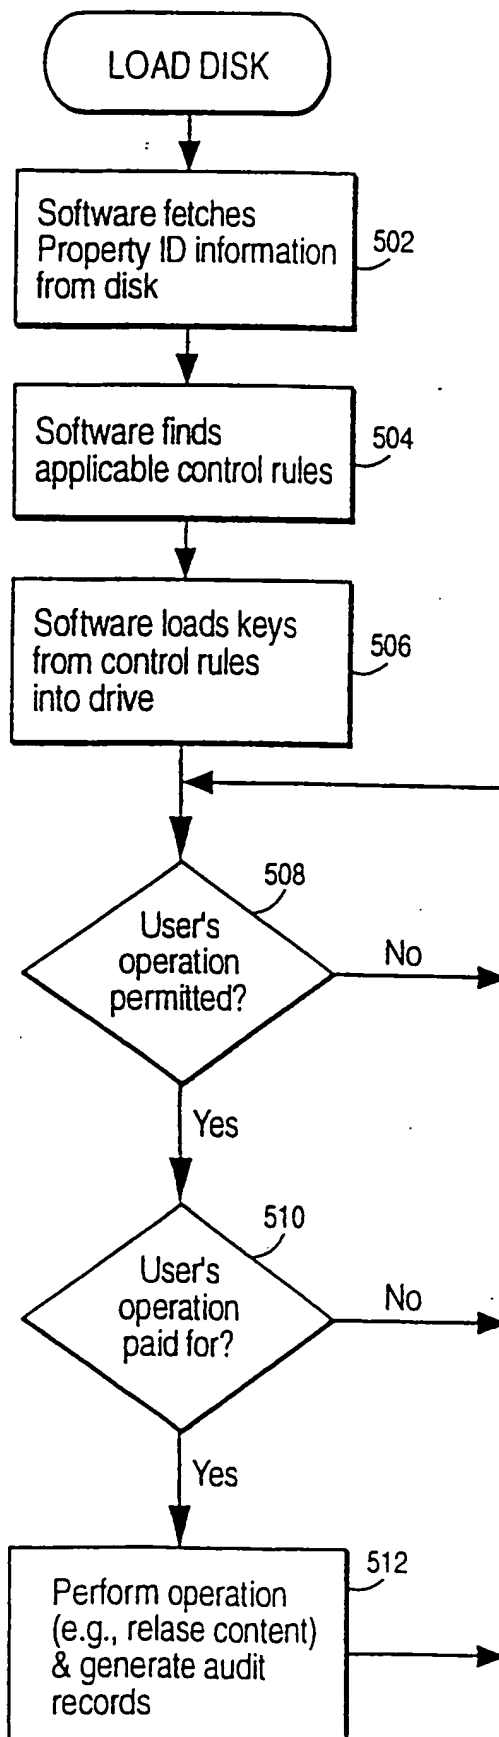 LOAD DISK
Software fetches
Property ID information
from disk
502
Software finds
applicable control rules
504
Software loads keys
from control rules
into drive
506
508
User's
operation
permitted?
No
Yes
510
User's
operation
paid for?
No
Yes
512
Perform operation
(e.g., relase content)
& generate audit
records